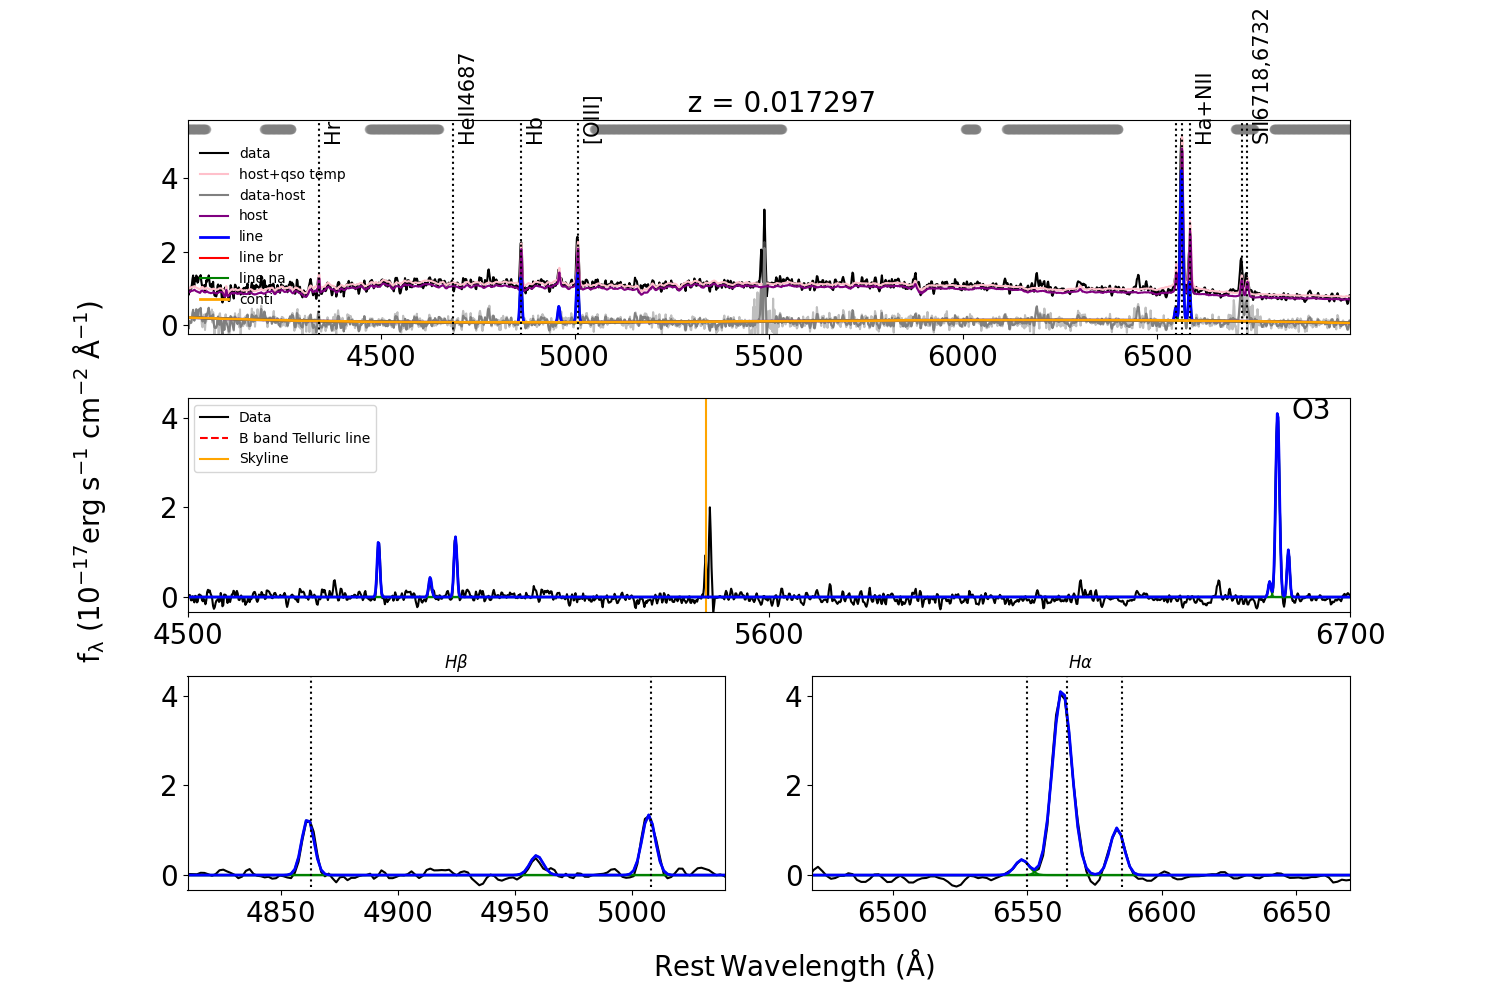 z = 0.017297
Hr
HeII4687
Hb
[OIII]
Ha+NII
SII6718,6732
data
host+qso temp
data-host
host
line
line br
line na
conti
4
2
0
4500
5000
5500
6000
6500
f_λ (10^{-17}erg s^{-1} cm^{-2} Å^{-1})
Data
B band Telluric line
Skyline
O3
4
2
0
4500
5600
6700
Hβ
4
2
0
4850
4900
4950
5000
Hα
4
2
0
6500
6550
6600
6650
Rest Wavelength (Å)